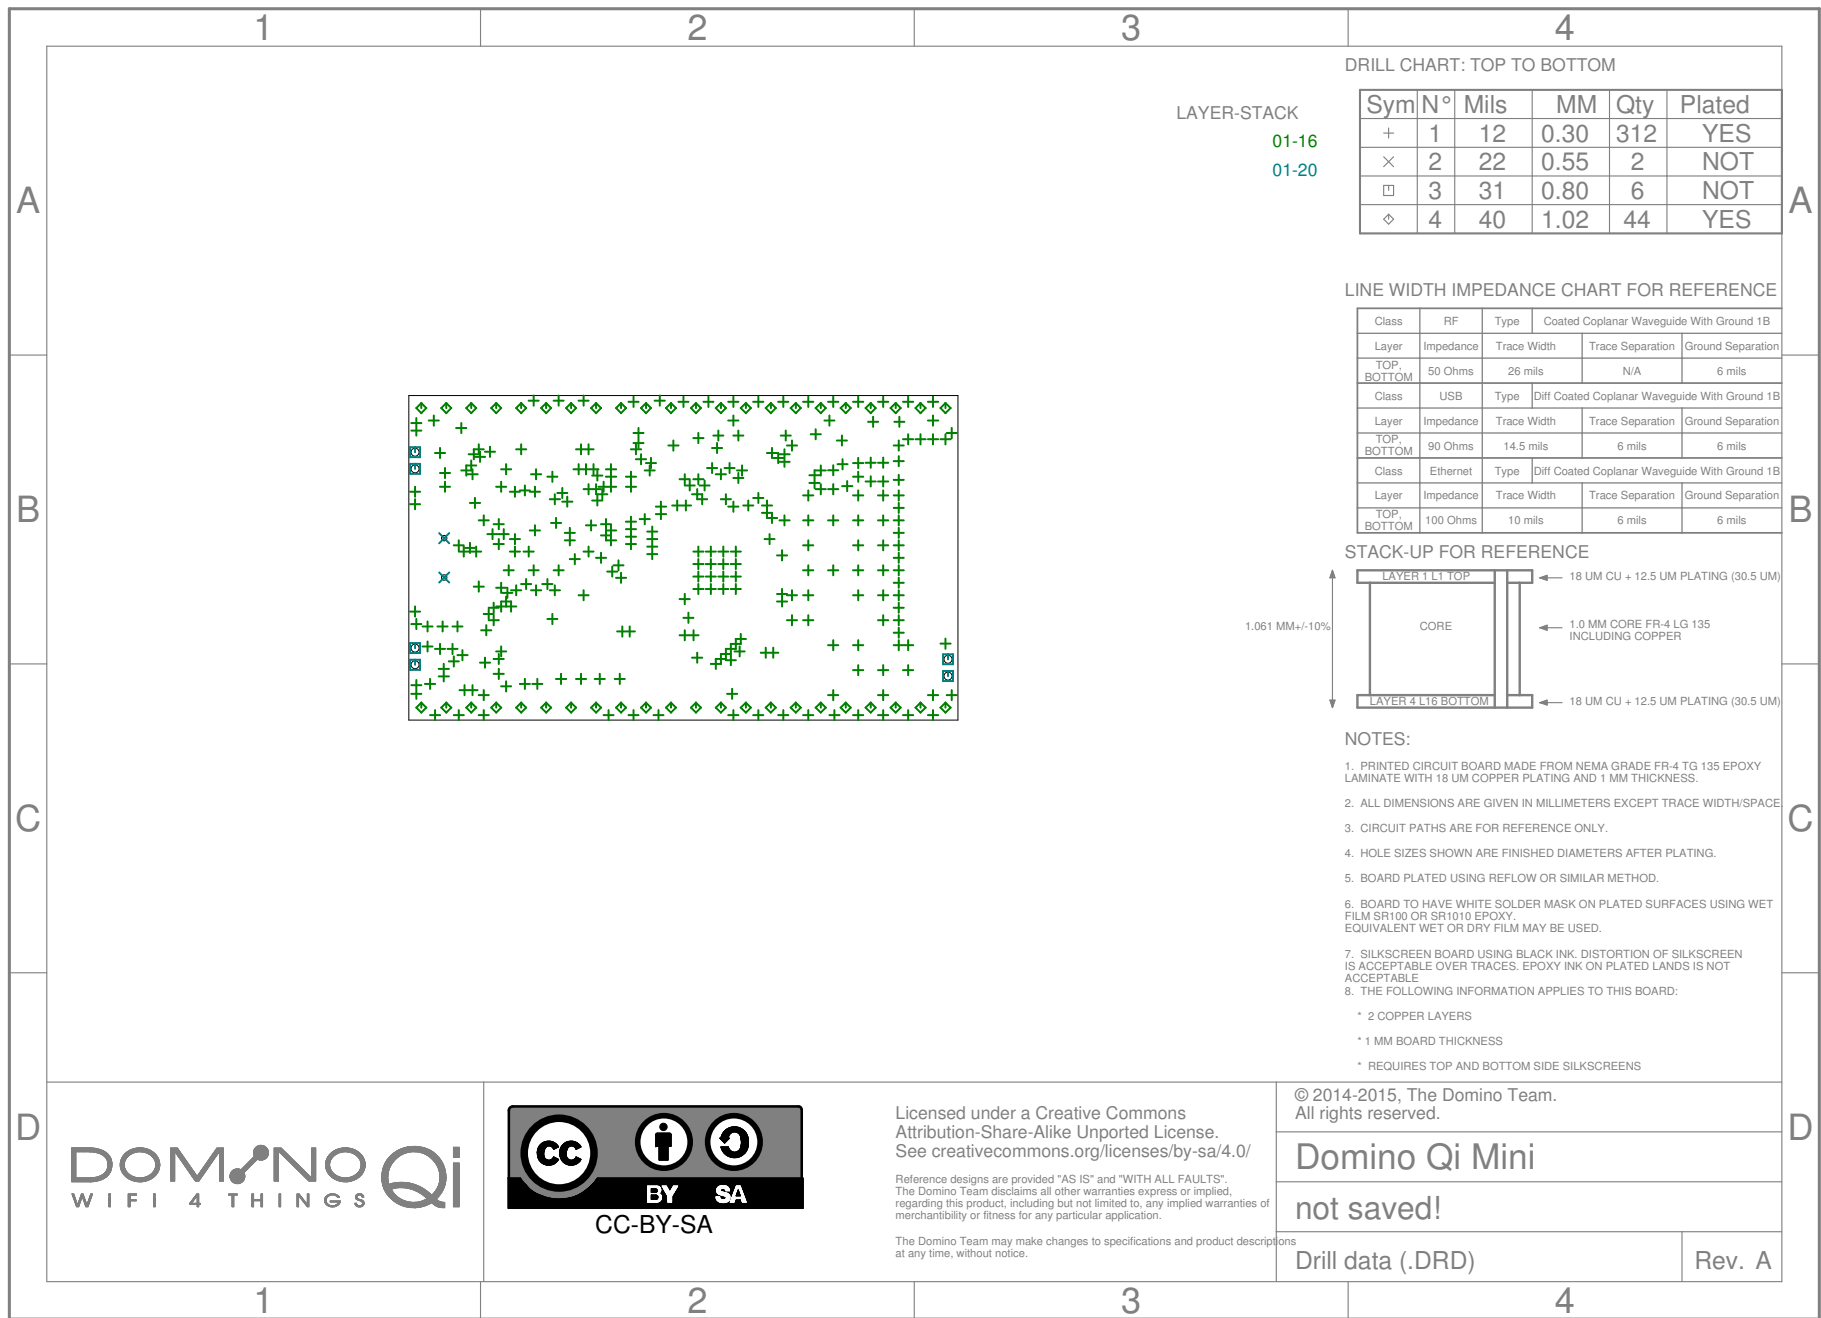 1 2 3 4
DRILL CHART: TOP TO BOTTOM
LAYER-STACK
01-16
01-20
Sym N° Mils MM Qty Plated
+ 1 12 0.30 312 YES
× 2 22 0.55 2 NOT
3 31 0.80 6 NOT
4 40 1.02 44 YES
A A
LINE WIDTH IMPEDANCE CHART FOR REFERENCE
Class RF Type Coated Coplanar Waveguide With Ground 1B
Layer Impedance Trace Width Trace Separation Ground Separation
TOP, BOTTOM 50 Ohms 26 mils N/A 6 mils
Class USB Type Diff Coated Coplanar Waveguide With Ground 1B
Layer Impedance Trace Width Trace Separation Ground Separation
TOP, BOTTOM 90 Ohms 14.5 mils 6 mils 6 mils
Class Ethernet Type Diff Coated Coplanar Waveguide With Ground 1B
Layer Impedance Trace Width Trace Separation Ground Separation
TOP, BOTTOM 100 Ohms 10 mils 6 mils 6 mils
B B
STACK-UP FOR REFERENCE
LAYER 1 L1 TOP
18 UM CU + 12.5 UM PLATING (30.5 UM)
1.061 MM+/-10%
CORE
1.0 MM CORE FR-4 LG 135
INCLUDING COPPER
LAYER 4 L16 BOTTOM
18 UM CU + 12.5 UM PLATING (30.5 UM)
NOTES:
1. PRINTED CIRCUIT BOARD MADE FROM NEMA GRADE FR-4 TG 135 EPOXY
LAMINATE WITH 18 UM COPPER PLATING AND 1 MM THICKNESS.
2. ALL DIMENSIONS ARE GIVEN IN MILLIMETERS EXCEPT TRACE WIDTH/SPACE
3. CIRCUIT PATHS ARE FOR REFERENCE ONLY.
4. HOLE SIZES SHOWN ARE FINISHED DIAMETERS AFTER PLATING.
5. BOARD PLATED USING REFLOW OR SIMILAR METHOD.
6. BOARD TO HAVE WHITE SOLDER MASK ON PLATED SURFACES USING WET
FILM SR100 OR SR1010 EPOXY.
EQUIVALENT WET OR DRY FILM MAY BE USED.
7. SILKSCREEN BOARD USING BLACK INK. DISTORTION OF SILKSCREEN
IS ACCEPTABLE OVER TRACES. EPOXY INK ON PLATED LANDS IS NOT
ACCEPTABLE
8. THE FOLLOWING INFORMATION APPLIES TO THIS BOARD:
* 2 COPPER LAYERS
* 1 MM BOARD THICKNESS
* REQUIRES TOP AND BOTTOM SIDE SILKSCREENS
C C
D D
DOMINO Qi
WIFI 4 THINGS
cc
BY SA
CC-BY-SA
Licensed under a Creative Commons
Attribution-Share-Alike Unported License.
See creativecommons.org/licenses/by-sa/4.0/
Reference designs are provided "AS IS" and "WITH ALL FAULTS".
The Domino Team disclaims all other warranties express or implied,
regarding this product, including but not limited to, any implied warranties of
merchantibility or fitness for any particular application.
The Domino Team may make changes to specifications and product descriptions
at any time, without notice.
© 2014-2015, The Domino Team.
All rights reserved.
Domino Qi Mini
not saved!
Drill data (.DRD) Rev. A
1 2 3 4